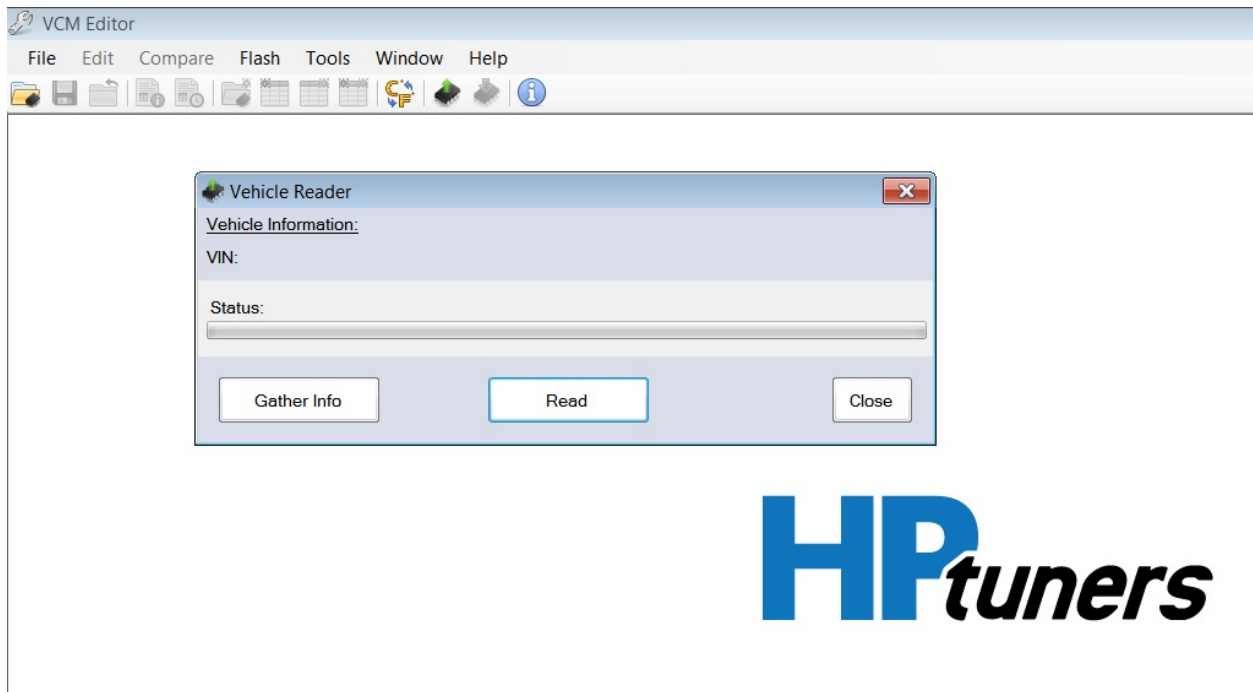 VCM Editor
File Edit Compare Flash Tools Window Help
Vehicle Reader
Vehicle Information:
VIN:
Status:
Gather Info Read Close
HPtuners